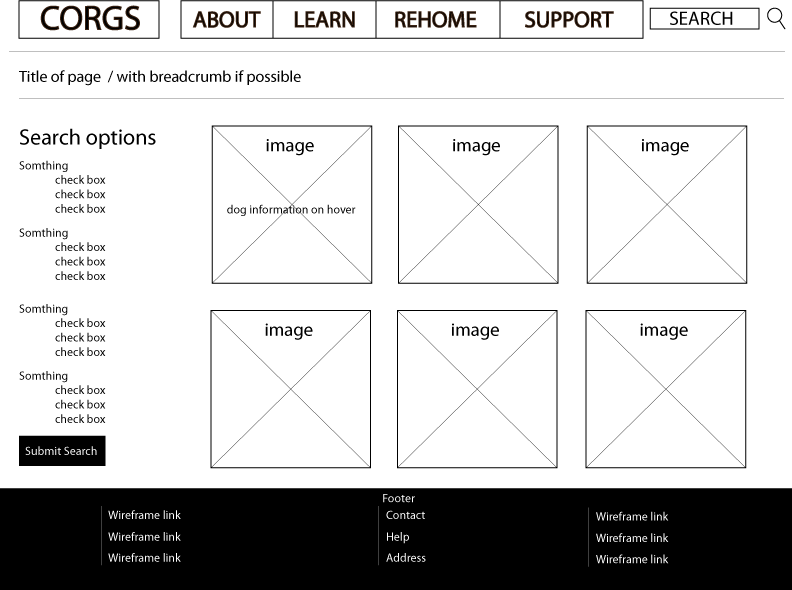 CORGS
ABOUT LEARN REHOME SUPPORT SEARCH
Title of page / with breadcrumb if possible
Search options
Somthing
check box
check box
check box
Somthing
check box
check box
check box
Somthing
check box
check box
check box
Somthing
check box
check box
check box
Submit Search
image image image
dog information on hover
image image image
Footer
Wireframe link
Wireframe link
Wireframe link
Contact
Help
Address
Wireframe link
Wireframe link
Wireframe link